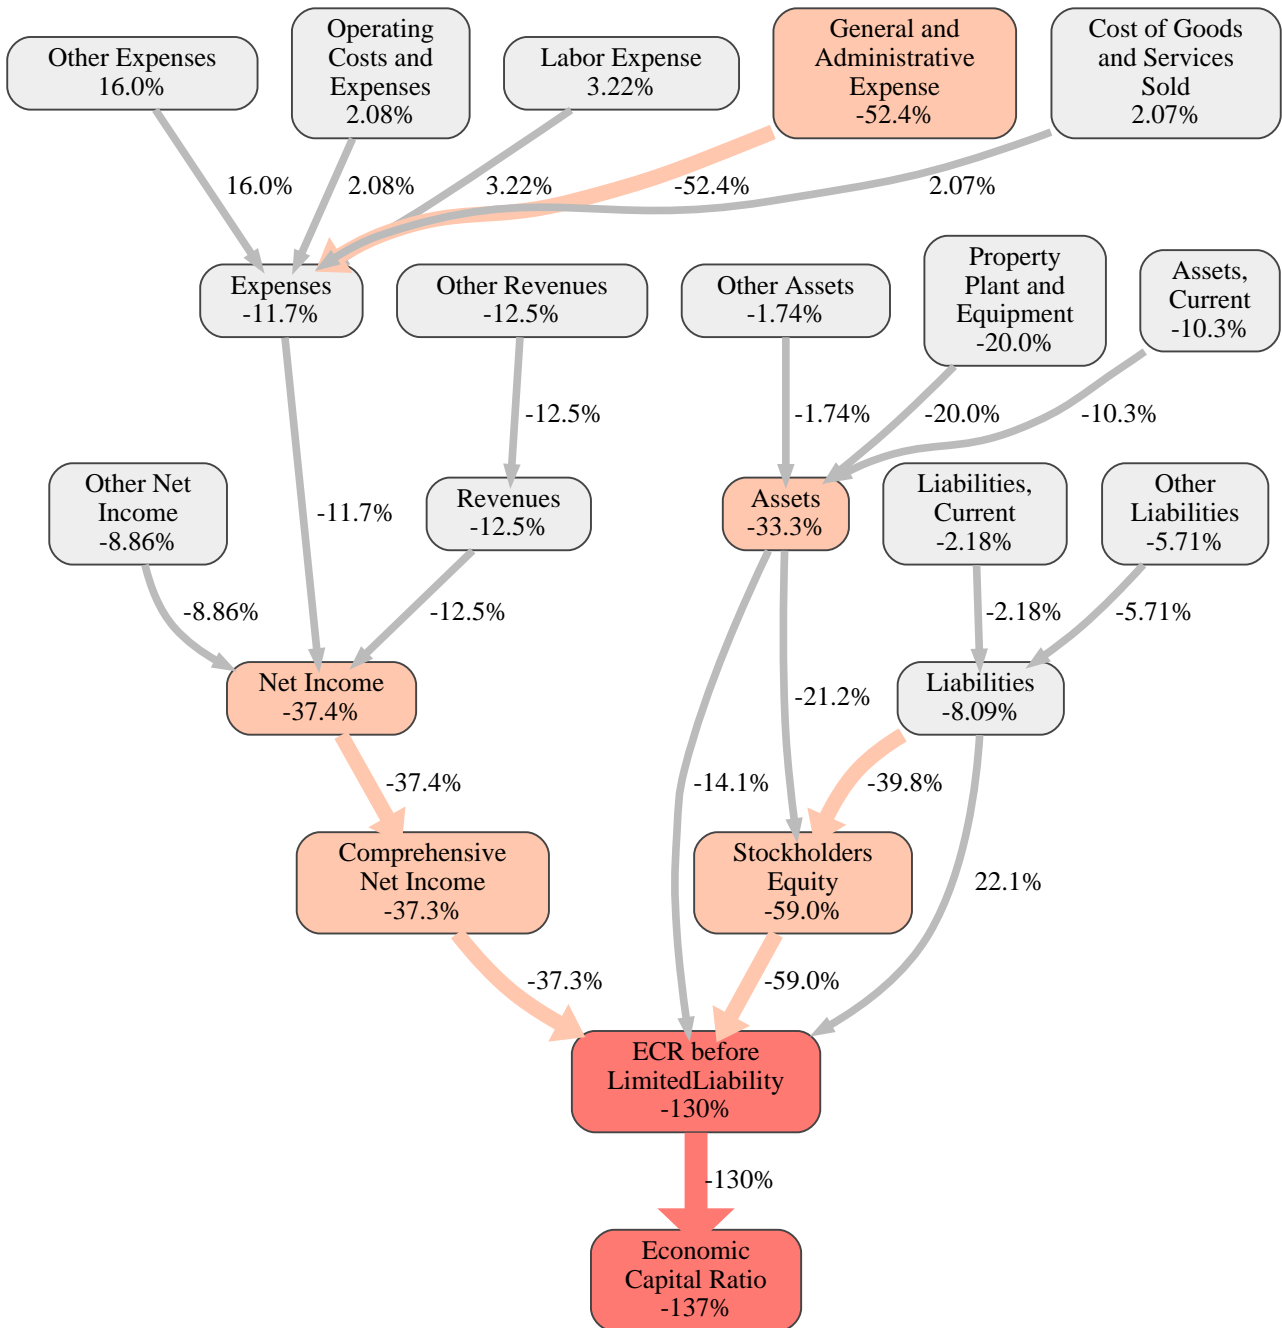 Other Expenses
16.0%
Operating
Costs and
Expenses
2.08%
Labor Expense
3.22%
General and
Administrative
Expense
-52.4%
Cost of Goods
and Services
Sold
2.07%
16.0%
2.08%
3.22%
-52.4%
2.07%
Expenses
-11.7%
Other Revenues
-12.5%
Other Assets
-1.74%
Property
Plant and
Equipment
-20.0%
Assets,
Current
-10.3%
-12.5%
-1.74%
-20.0%
-10.3%
Other Net
Income
-8.86%
-11.7%
Revenues
-12.5%
Assets
-33.3%
Liabilities,
Current
-2.18%
Other
Liabilities
-5.71%
-8.86%
-12.5%
-2.18%
-5.71%
Net Income
-37.4%
-21.2%
Liabilities
-8.09%
-37.4%
-14.1%
-39.8%
Comprehensive
Net Income
-37.3%
Stockholders
Equity
-59.0%
22.1%
-37.3%
-59.0%
ECR before
LimitedLiability
-130%
-130%
Economic
Capital Ratio
-137%